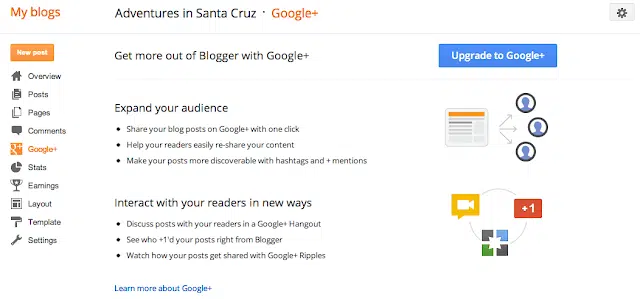 My blogs
Adventures in Santa Cruz · Google+
New post
Overview
Posts
Pages
Comments
Google+
Stats
Earnings
Layout
Template
Settings
Get more out of Blogger with Google+
Upgrade to Google+
Expand your audience
Share your blog posts on Google+ with one click
Help your readers easily re-share your content
Make your posts more discoverable with hashtags and + mentions
Interact with your readers in new ways
Discuss posts with your readers in a Google+ Hangout
See who +1'd your posts right from Blogger
Watch how your posts get shared with Google+ Ripples
+1
Learn more about Google+